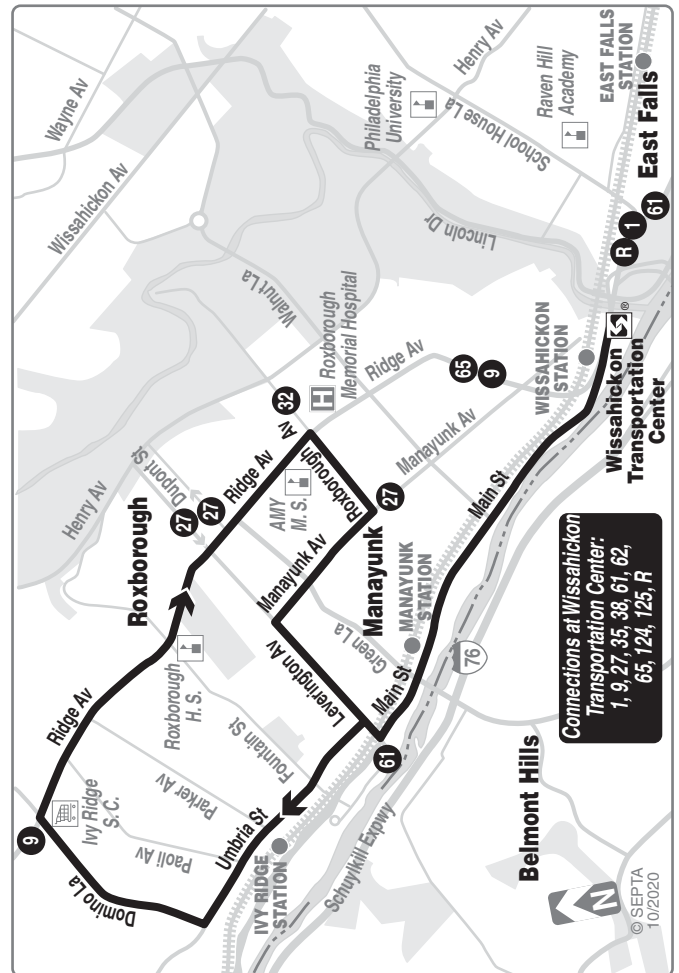 EAST FALLS
STATION
East Falls
R
1
61
Henry Av
Raven Hill
Academy
School House La
Philadelphia
University
Wayne Av
Wissahickon Av
Lincoln Dr
Walnut La
Roxborough
Memorial Hospital
H
Ridge Av
65
9
WISSAHICKON
STATION
®
Wissahickon
Transportation
Center
Manayunk Av
Main St
32
Roxborough Av
AMY
M. S.
Ridge Av
27
27
Dupont St
Henry Av
Roxborough
27
Manayunk Av
Manayunk
MANAYUNK
STATION
Green La
Leverington Av
Main St
61
76
Connections at Wissahickon
Transportation Center:
1, 9, 27, 35, 38, 61, 62,
65, 124, 125, R
Roxborough
H. S.
Ridge Av
Fountain St
Parker Av
Umbria St
Paoli Av
Ivy Ridge
S. C.
9
Domino La
IVY RIDGE
STATION
Schuylkill Expwy
Belmont Hills
N
© SEPTA
10/2020